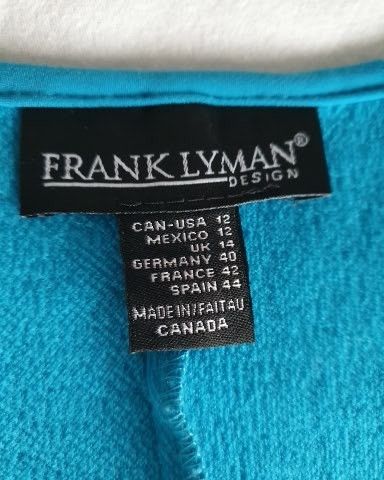 FRANK LYMAN®
DESIGN
CAN-USA 12
MEXICO 12
UK 14
GERMANY 40
FRANCE 42
SPAIN 44
MADE IN/FAIT AU
CANADA